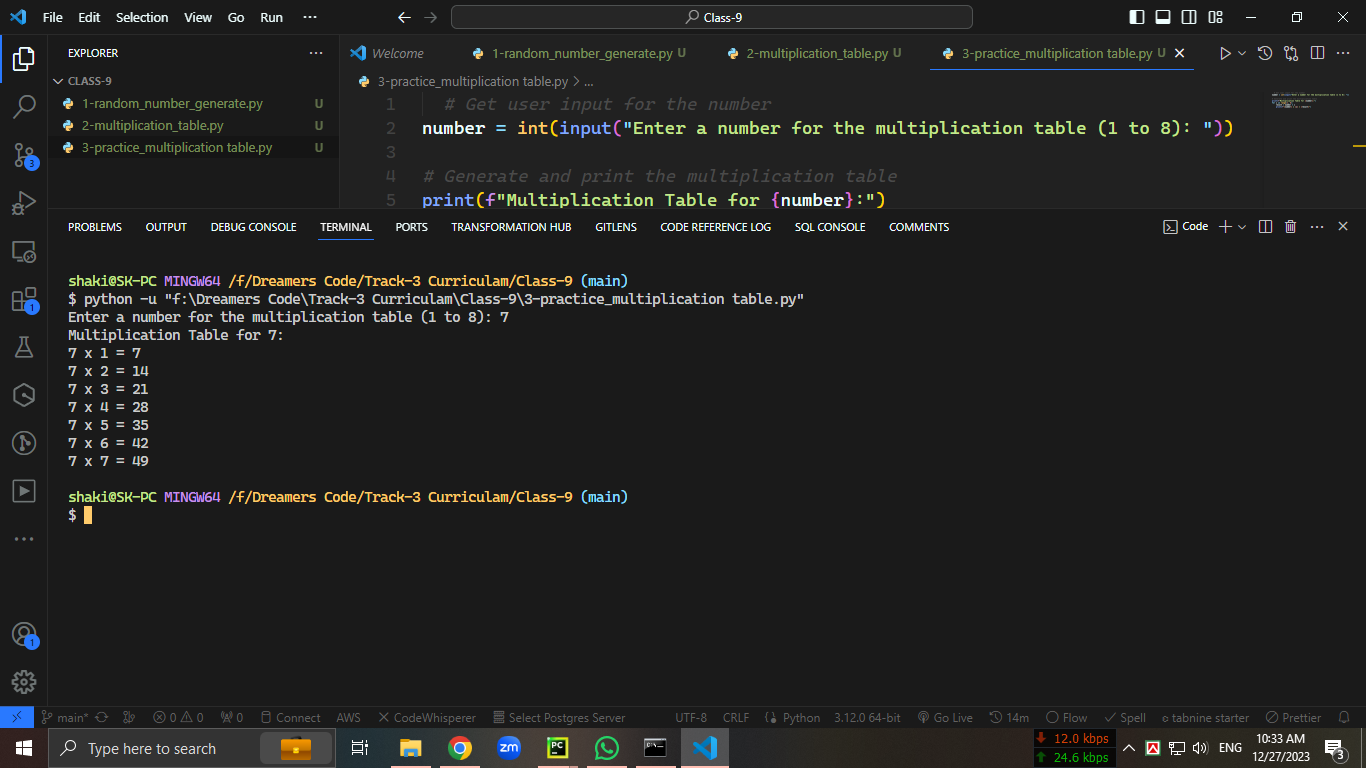 File Edit Selection View Go Run ··· Class-9
EXPLORER ···
Welcome 1-random_number_generate.py U 2-multiplication_table.py U 3-practice_multiplication table.py U
CLASS-9
3-practice_multiplication table.py > ...
1-random_number_generate.py U
2-multiplication_table.py U
3-practice_multiplication table.py U
1 # Get user input for the number
2 number = int(input("Enter a number for the multiplication table (1 to 8): "))
3
4 # Generate and print the multiplication table
5 print(f"Multiplication Table for {number}:")
PROBLEMS OUTPUT DEBUG CONSOLE TERMINAL PORTS TRANSFORMATION HUB GITLENS CODE REFERENCE LOG SQL CONSOLE COMMENTS Code
shaki@SK-PC MINGW64 /f/Dreamers Code/Track-3 Curriculam/Class-9 (main)
$ python -u "f:\Dreamers Code\Track-3 Curriculam\Class-9\3-practice_multiplication table.py"
Enter a number for the multiplication table (1 to 8): 7
Multiplication Table for 7:
7 x 1 = 7
7 x 2 = 14
7 x 3 = 21
7 x 4 = 28
7 x 5 = 35
7 x 6 = 42
7 x 7 = 49
shaki@SK-PC MINGW64 /f/Dreamers Code/Track-3 Curriculam/Class-9 (main)
$
3
1
1
main* 0 0 0 Connect AWS CodeWhisperer Select Postgres Server UTF-8 CRLF Python 3.12.0 64-bit Go Live 14m Flow Spell tabnine starter Prettier
Type here to search zm PC 12.0 kbps ENG 10:33 AM
24.6 kbps 12/27/2023 3